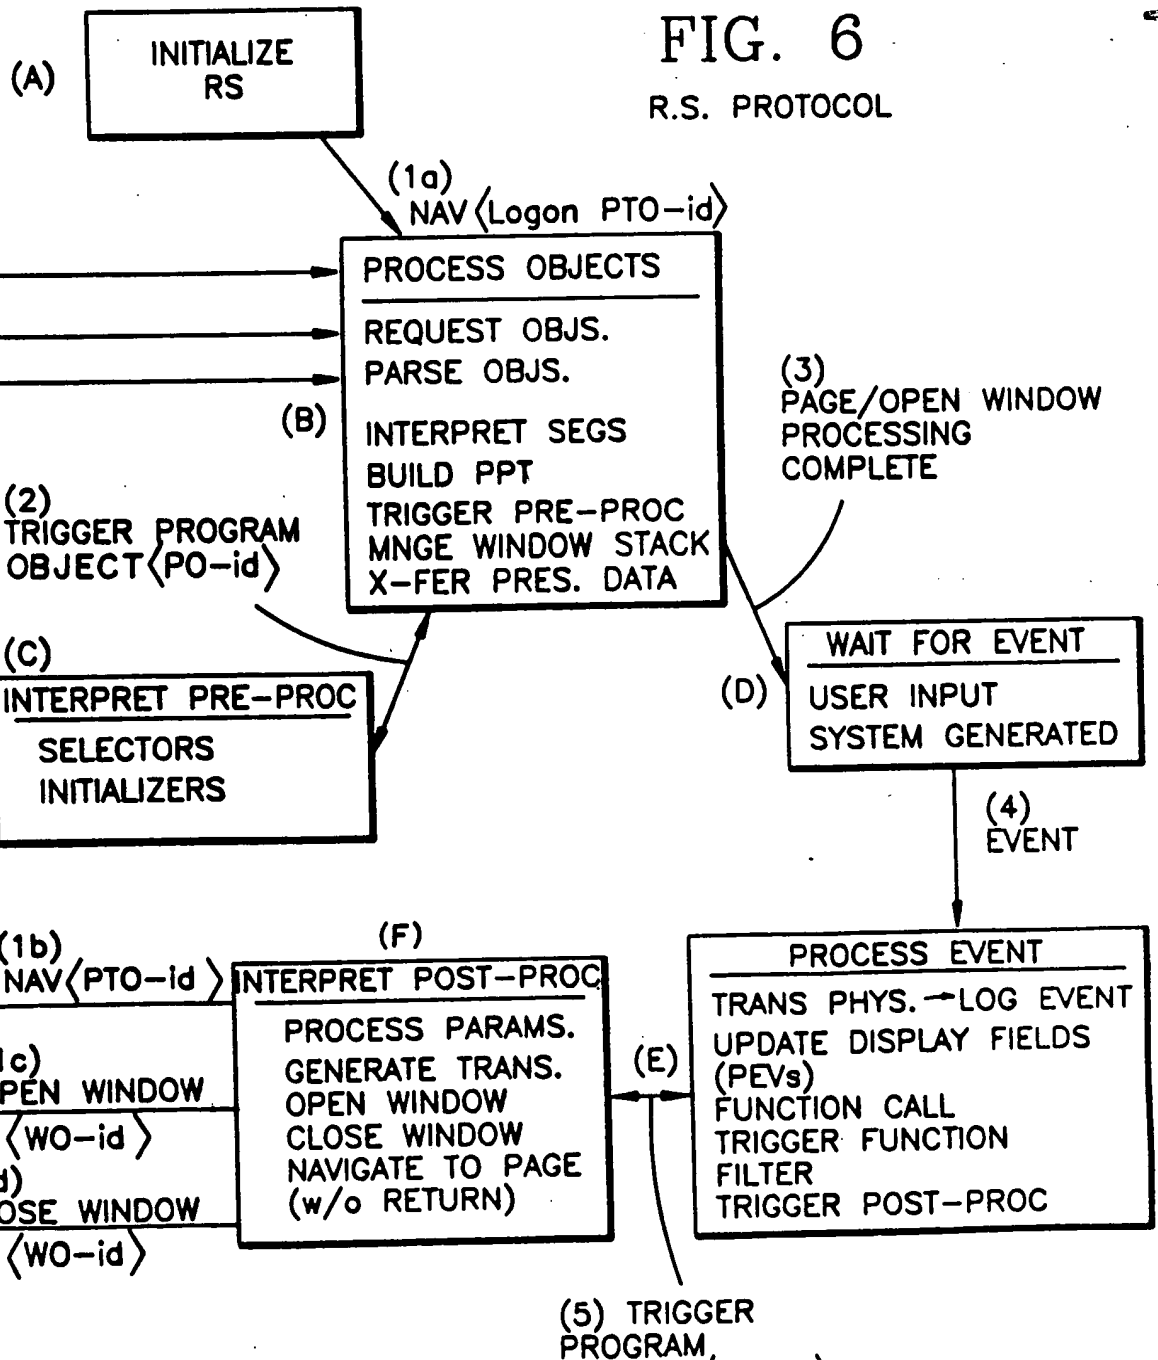 FIG. 6
R.S. PROTOCOL
(A)
INITIALIZE
RS
(1a)
NAV〈Logon PTO-id〉
PROCESS OBJECTS
REQUEST OBJS.
PARSE OBJS.
(B)
INTERPRET SEGS
BUILD PPT
TRIGGER PRE-PROC
MNGE WINDOW STACK
X-FER PRES. DATA
(3)
PAGE/OPEN WINDOW
PROCESSING
COMPLETE
(2)
TRIGGER PROGRAM
OBJECT〈PO-id〉
(C)
INTERPRET PRE-PROC
SELECTORS
INITIALIZERS
(D)
WAIT FOR EVENT
USER INPUT
SYSTEM GENERATED
(4)
EVENT
PROCESS EVENT
TRANS PHYS.→LOG EVENT
UPDATE DISPLAY FIELDS
(PEVs)
FUNCTION CALL
TRIGGER FUNCTION
FILTER
TRIGGER POST-PROC
(E)
(F)
INTERPRET POST-PROC
PROCESS PARAMS.
GENERATE TRANS.
OPEN WINDOW
CLOSE WINDOW
NAVIGATE TO PAGE
(w/o RETURN)
(1b)
NAV〈PTO-id〉
1c)
PEN WINDOW
〈WO-id〉
d)
OSE WINDOW
〈WO-id〉
(5) TRIGGER
PROGRAM